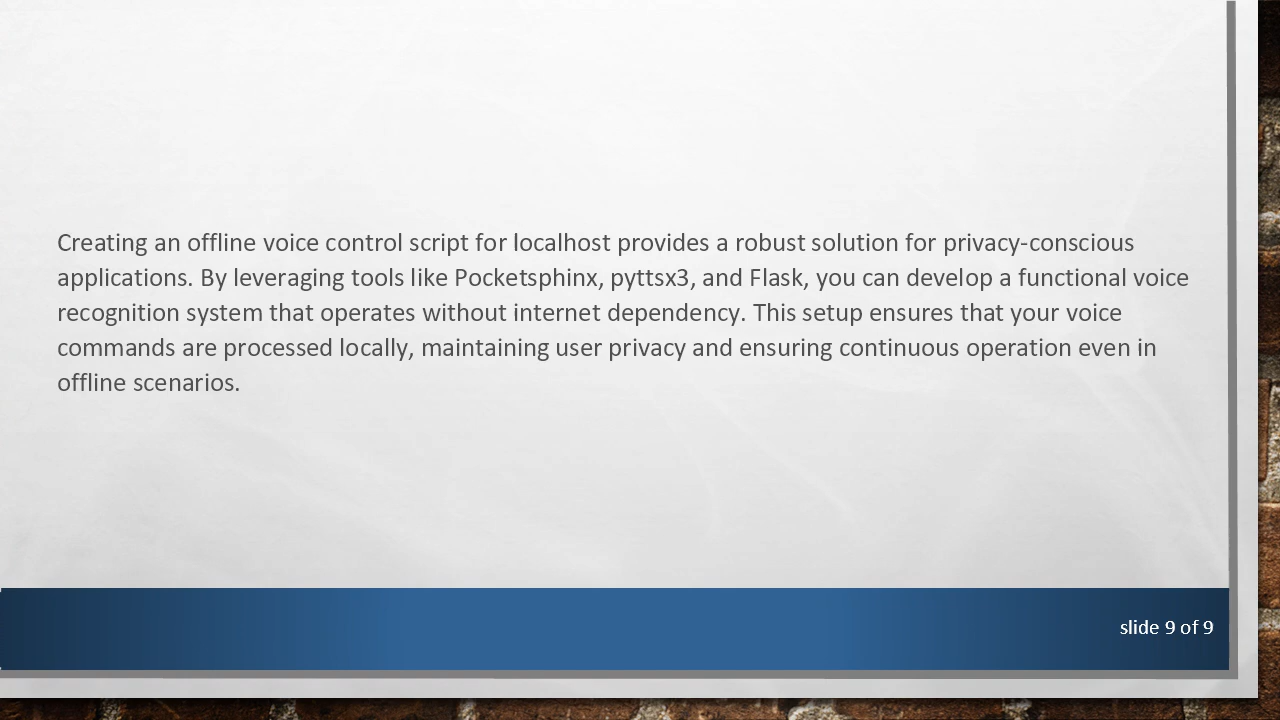 Creating an offline voice control script for localhost provides a robust solution for privacy-conscious
applications. By leveraging tools like Pocketsphinx, pyttsx3, and Flask, you can develop a functional voice
recognition system that operates without internet dependency. This setup ensures that your voice
commands are processed locally, maintaining user privacy and ensuring continuous operation even in
offline scenarios.
slide 9 of 9